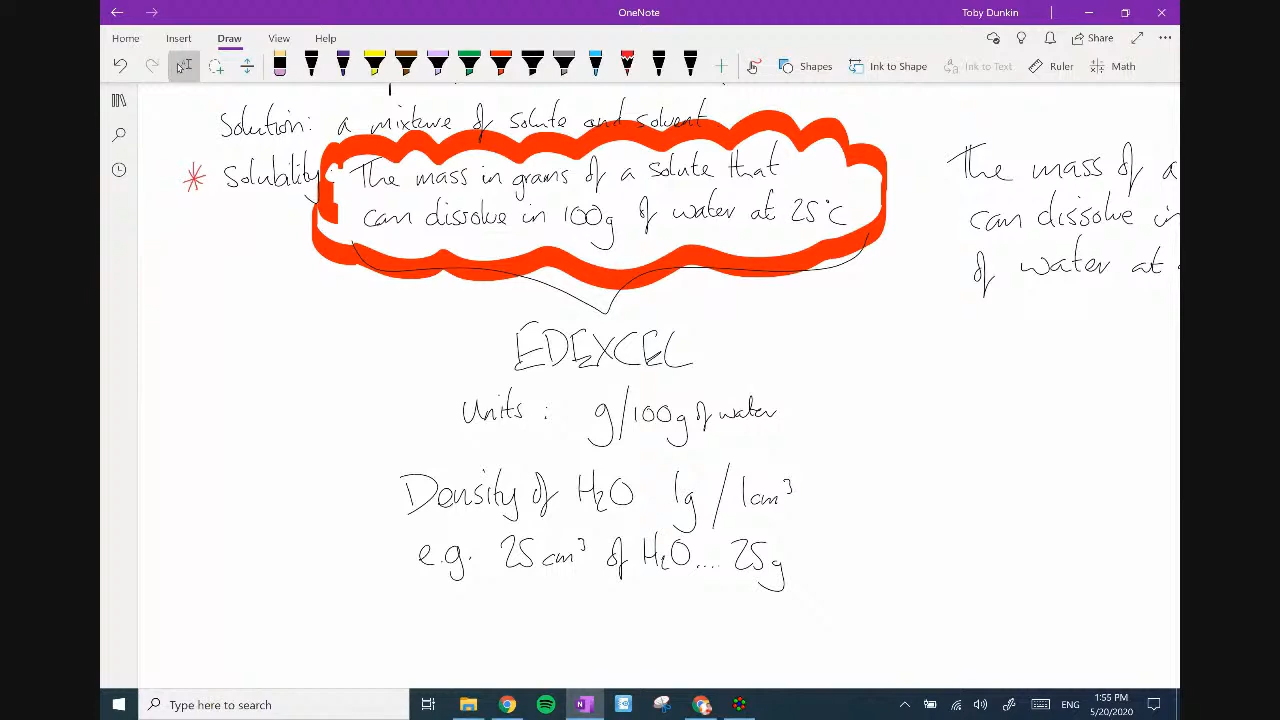 OneNote
Toby Dunkin
Home Insert Draw View Help
Share
Shapes Ink to Shape Ink to Text Ruler Math
Solution: a mixture of solute and solvent
* Solubility: The mass in grams of a solute that
can dissolve in 100g of water at 25°C
The mass of a
can dissolve in
of water at
EDEXCEL
Units: g/100g of water
Density of H2O 1g/1cm³
e.g. 25cm³ of H2O.... 25g
Type here to search
1:55 PM
5/20/2020